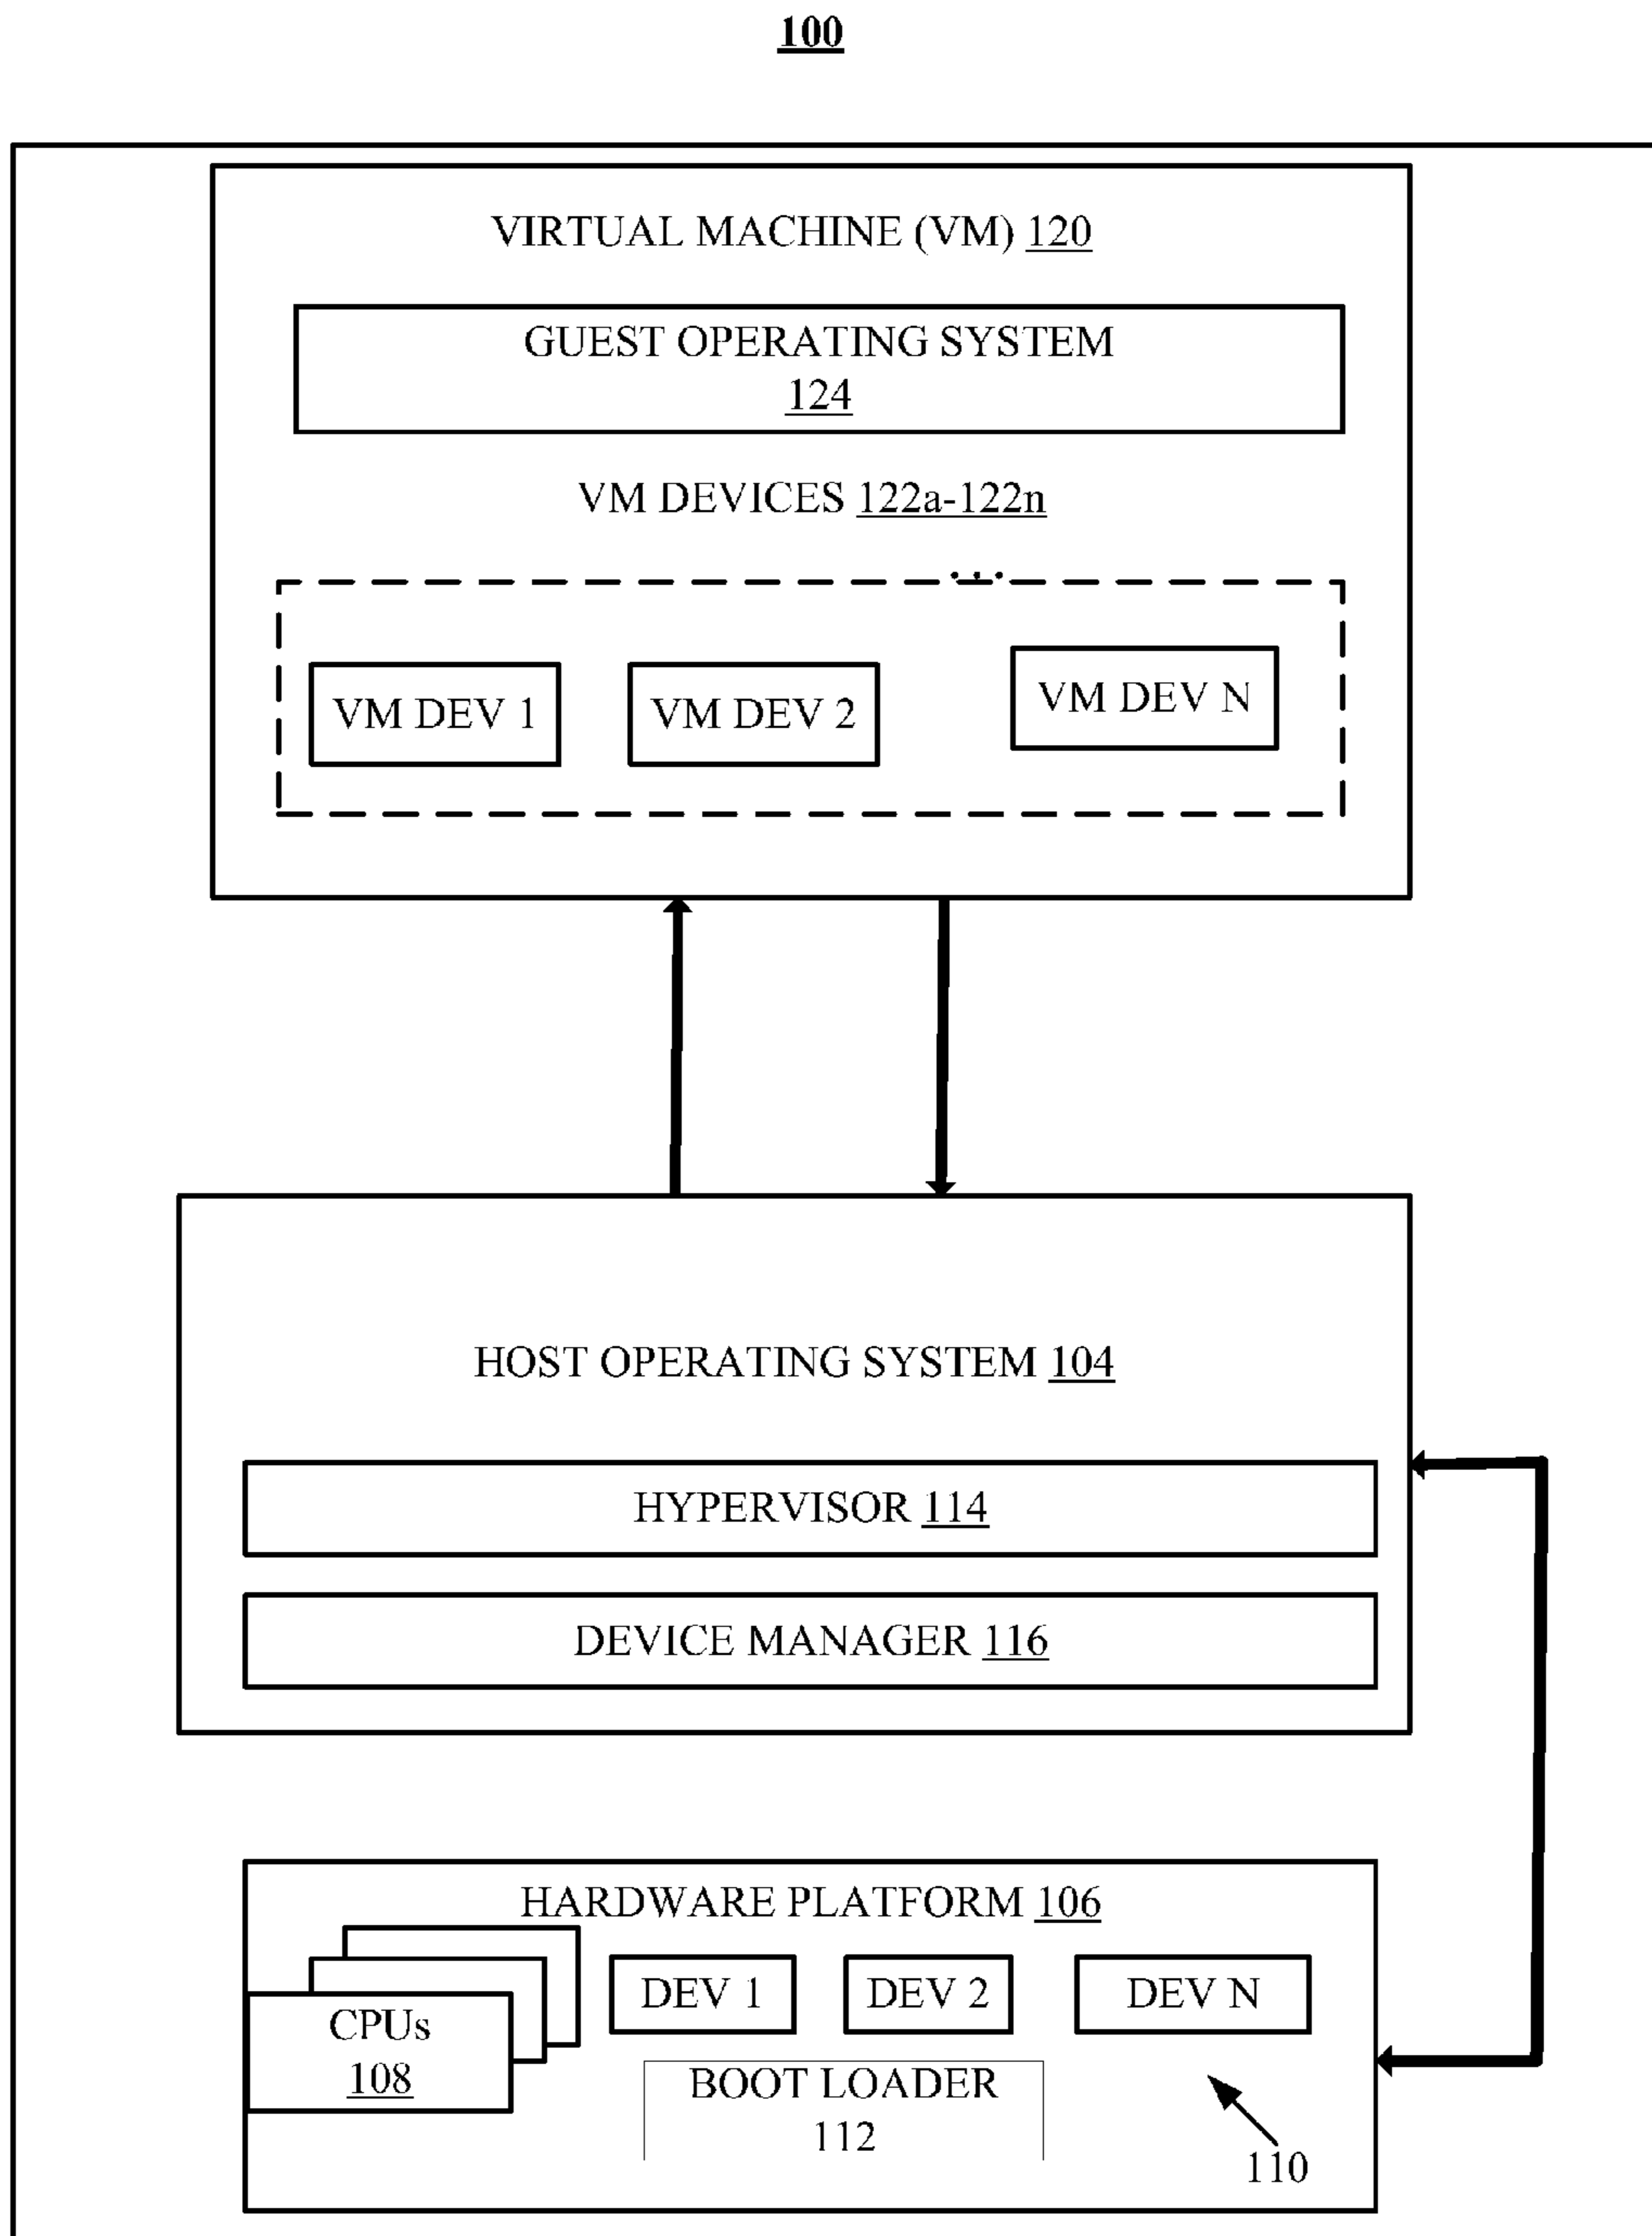 100
VIRTUAL MACHINE (VM) 120
GUEST OPERATING SYSTEM
124
VM DEVICES 122a-122n
...
VM DEV 1
VM DEV 2
VM DEV N
HOST OPERATING SYSTEM 104
HYPERVISOR 114
DEVICE MANAGER 116
HARDWARE PLATFORM 106
DEV 1
DEV 2
DEV N
CPUs
108
BOOT LOADER
112
110